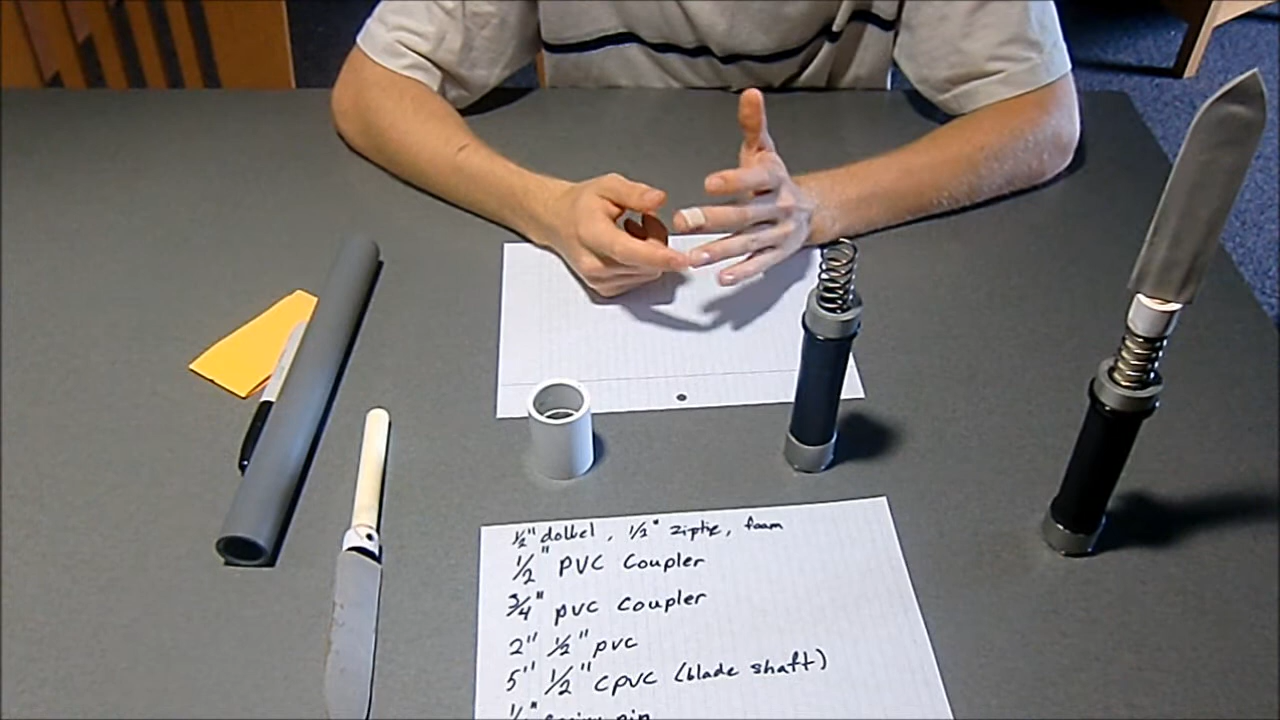 1/2" dolbel, 1/2" ziptie, foam
1/2" PVC Coupler
3/4" pvc Coupler
2" 1/2" pvc
5" 1/2" CPVC (blade shaft)